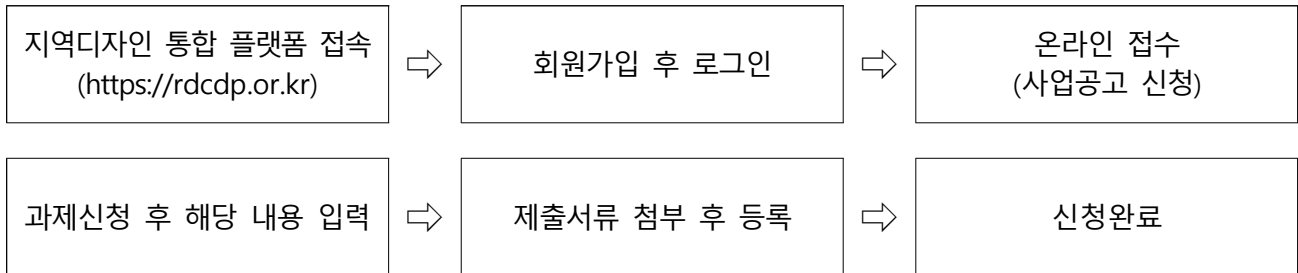 지역디자인 통합 플랫폼 접속
(https://rdcdp.or.kr)
⇨
회원가입 후 로그인
⇨
온라인 접수
(사업공고 신청)
과제신청 후 해당 내용 입력
⇨
제출서류 첨부 후 등록
⇨
신청완료